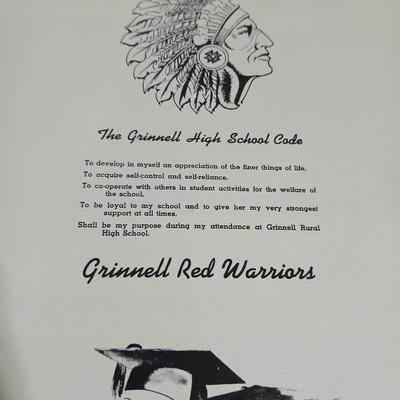 The Grinnell High School Code
To develop in myself an appreciation of the finer things of life.
To acquire self-control and self-reliance.
To co-operate with others in student activities for the welfare of
the school.
To be loyal to my school and to give her my very strongest
support at all times.
Shall be my purpose during my attendance at Grinnell Rural
High School.
Grinnell Red Warriors